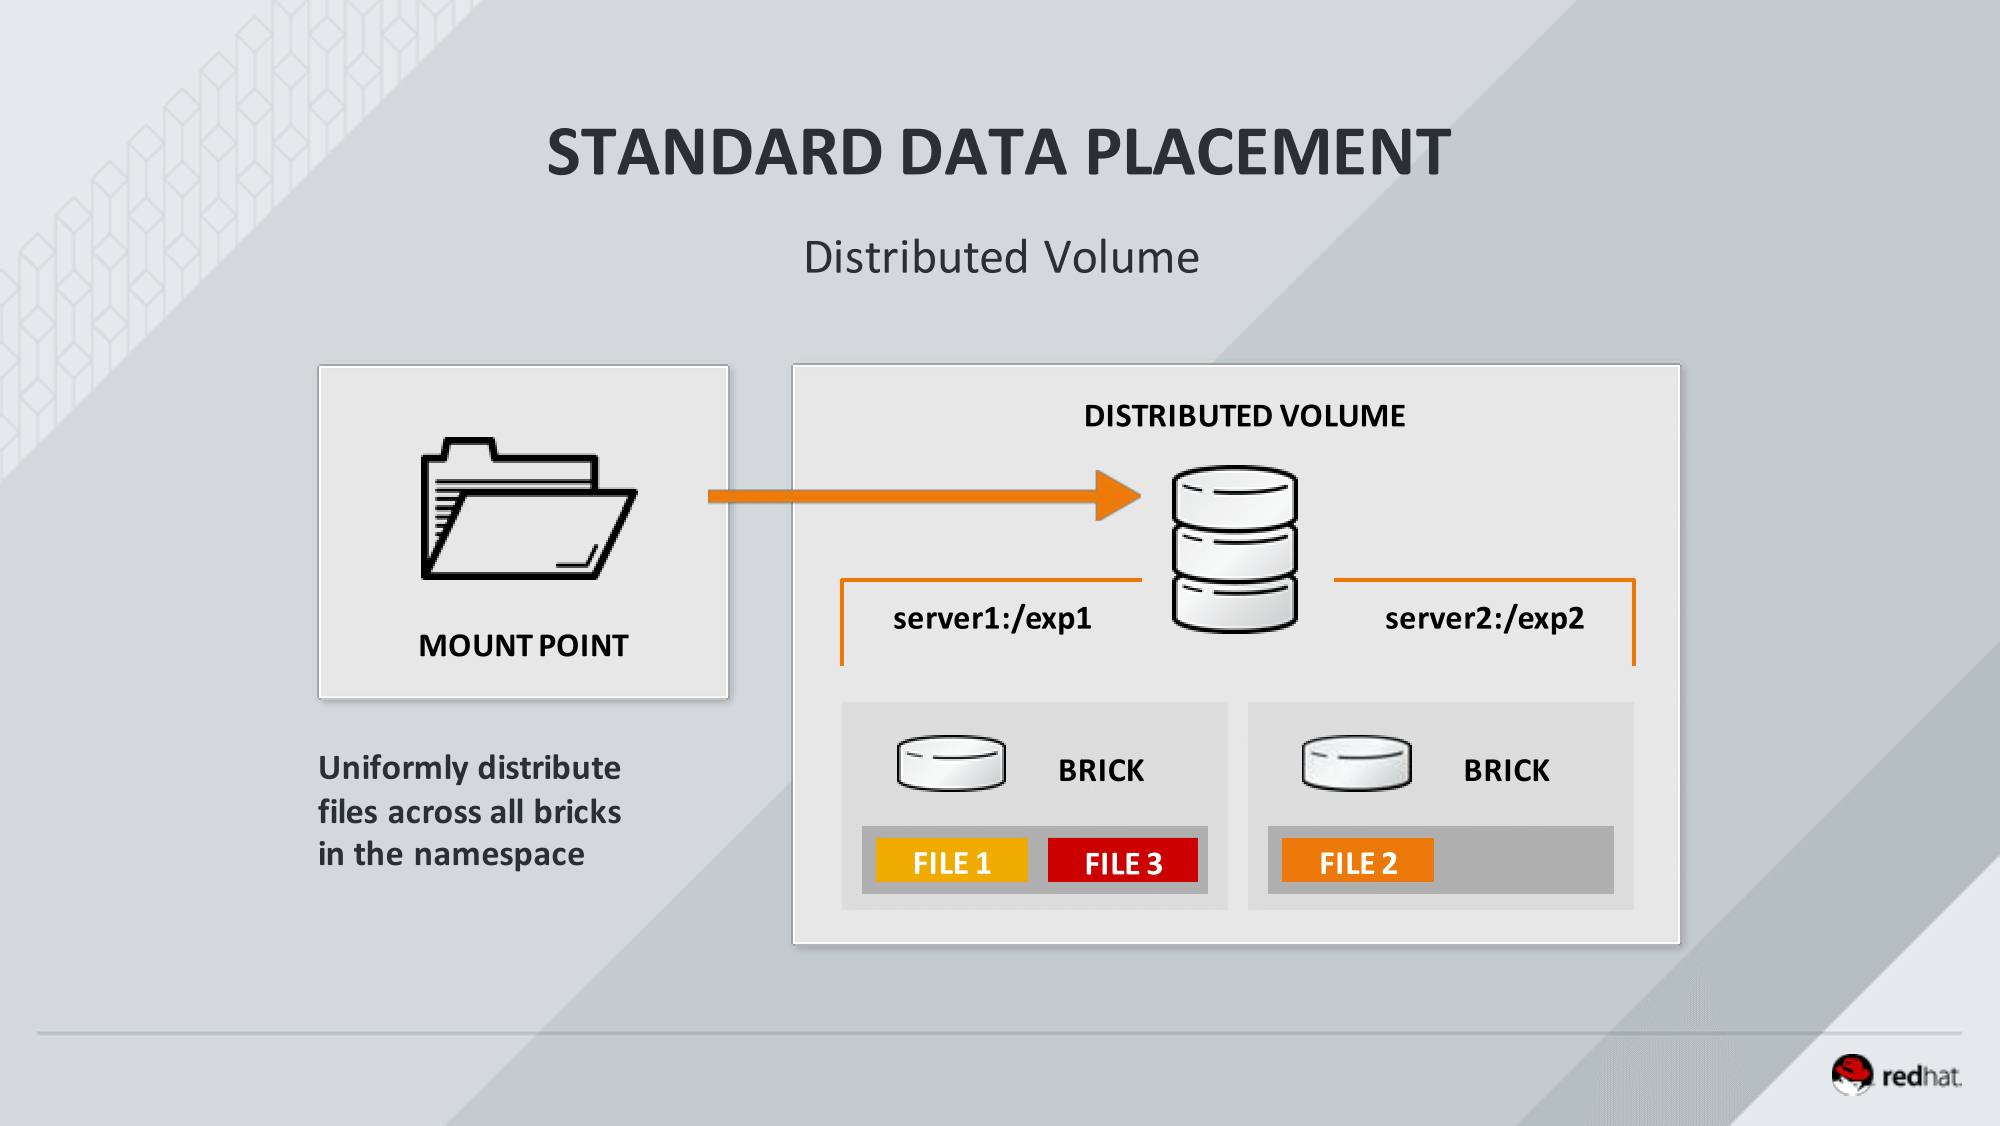 STANDARD DATA PLACEMENT
Distributed Volume
MOUNT POINT
Uniformly distribute
files across all bricks
in the namespace
DISTRIBUTED VOLUME
server1:/exp1
server2:/exp2
BRICK
FILE 1
FILE 3
BRICK
FILE 2
redhat.